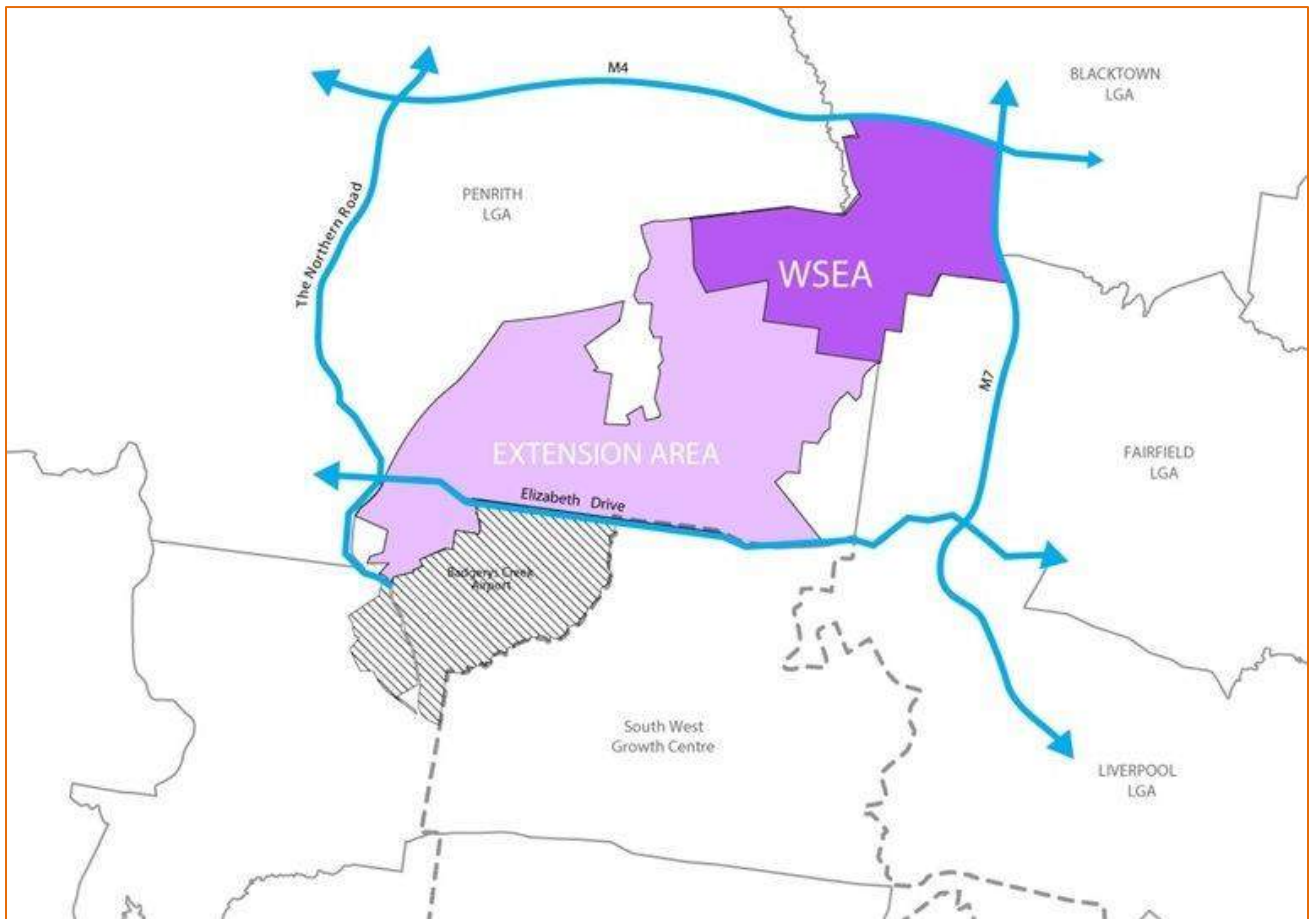 M4
BLACKTOWN
LGA
The Northern Road
PENRITH
LGA
WSEA
M7
EXTENSION AREA
FAIRFIELD
LGA
Elizabeth Drive
Badgerys Creek
Airport
South West
Growth Centre
LIVERPOOL
LGA